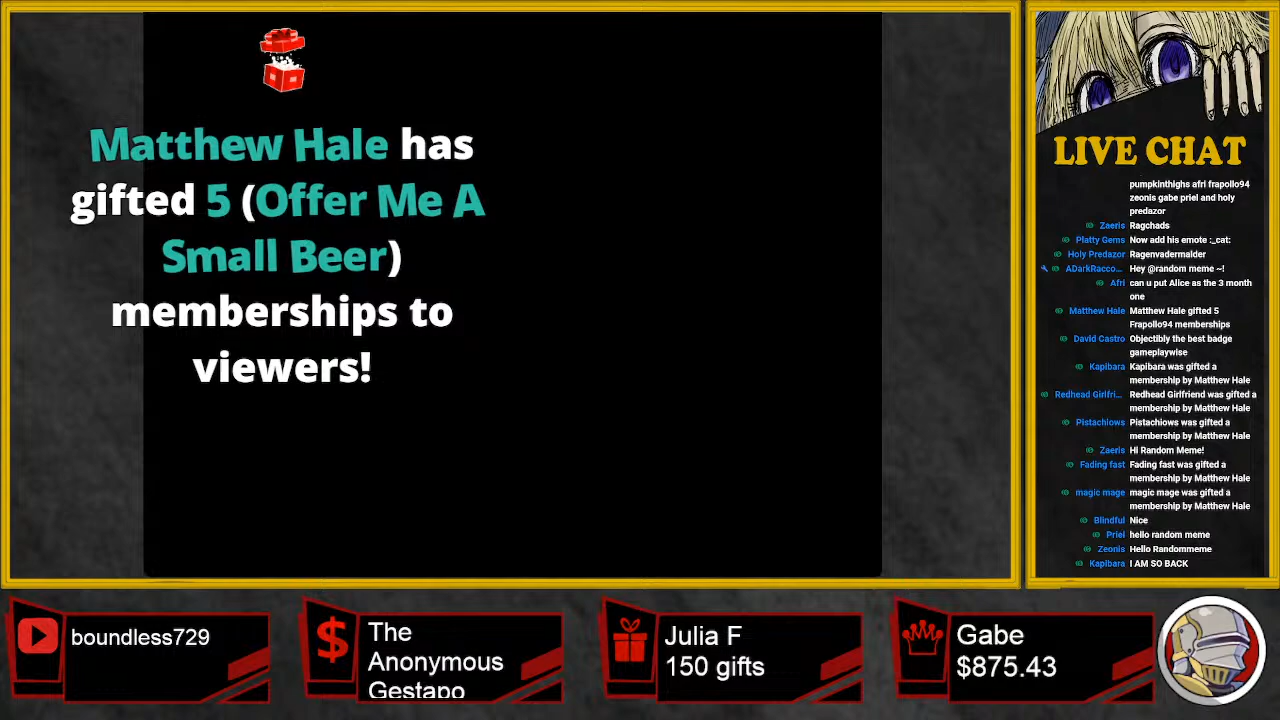 Matthew Hale has
gifted 5 (Offer Me A
Small Beer)
memberships to
viewers!
LIVE CHAT
pumpkinthighs afri frapollo94
zeonis gabe priel and holy
predazor
Zaeris Ragchads
Platty Gems Now add his emote :_cat:
Holy Predazor Ragenvadermalder
ADarkRacco... Hey @random meme ~!
Afri can u put Alice as the 3 month
one
Matthew Hale Matthew Hale gifted 5
Frapollo94 memberships
David Castro Objectibly the best badge
gameplaywise
Kapibara Kapibara was gifted a
membership by Matthew Hale
Redhead Girlfri... Redhead Girlfriend was gifted a
membership by Matthew Hale
Pistachiows Pistachiows was gifted a
membership by Matthew Hale
Zaeris Hi Random Meme!
Fading fast Fading fast was gifted a
membership by Matthew Hale
magic mage magic mage was gifted a
membership by Matthew Hale
Blindful Nice
Priel hello random meme
Zeonis Hello Randommeme
Kapibara I AM SO BACK
boundless729
The
Anonymous
Gestapo
Julia F
150 gifts
Gabe
$875.43